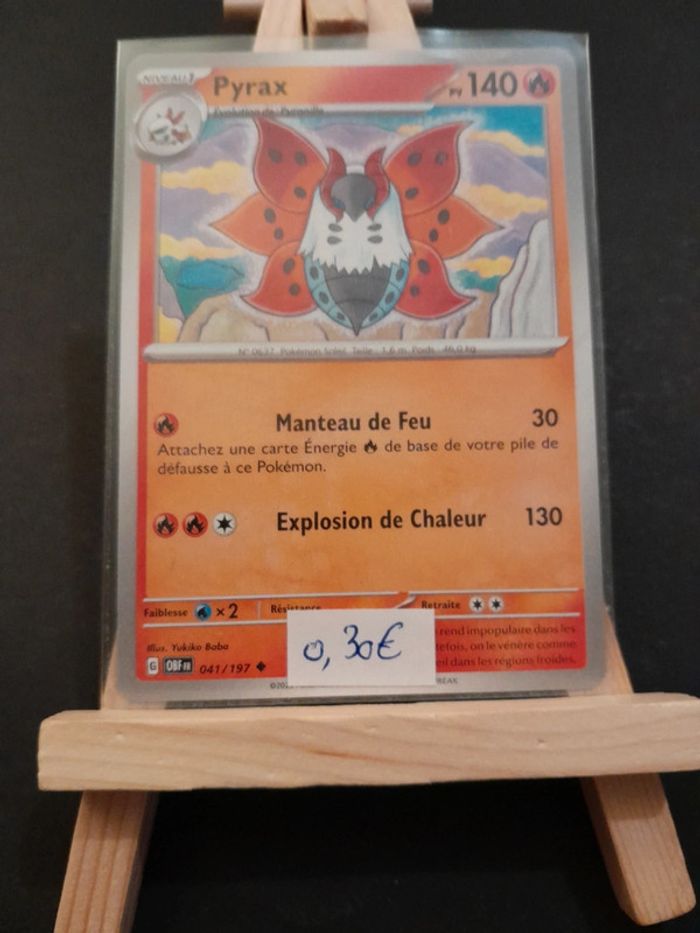 NIVEAU 1
Pyrax
PV 140
Évolution de Pyronille
N° 0637 Pokémon Soleil Taille : 1,6 m Poids : 46,0 kg
Manteau de Feu 30
Attachez une carte Énergie de base de votre pile de
défausse à ce Pokémon.
Explosion de Chaleur 130
Faiblesse ×2 Résistance Retraite
0,30€
rend impopulaire dans les
on le vénère comme
dans les régions froides.
Illus. Yukiko Baba
G OBF FR 041/197